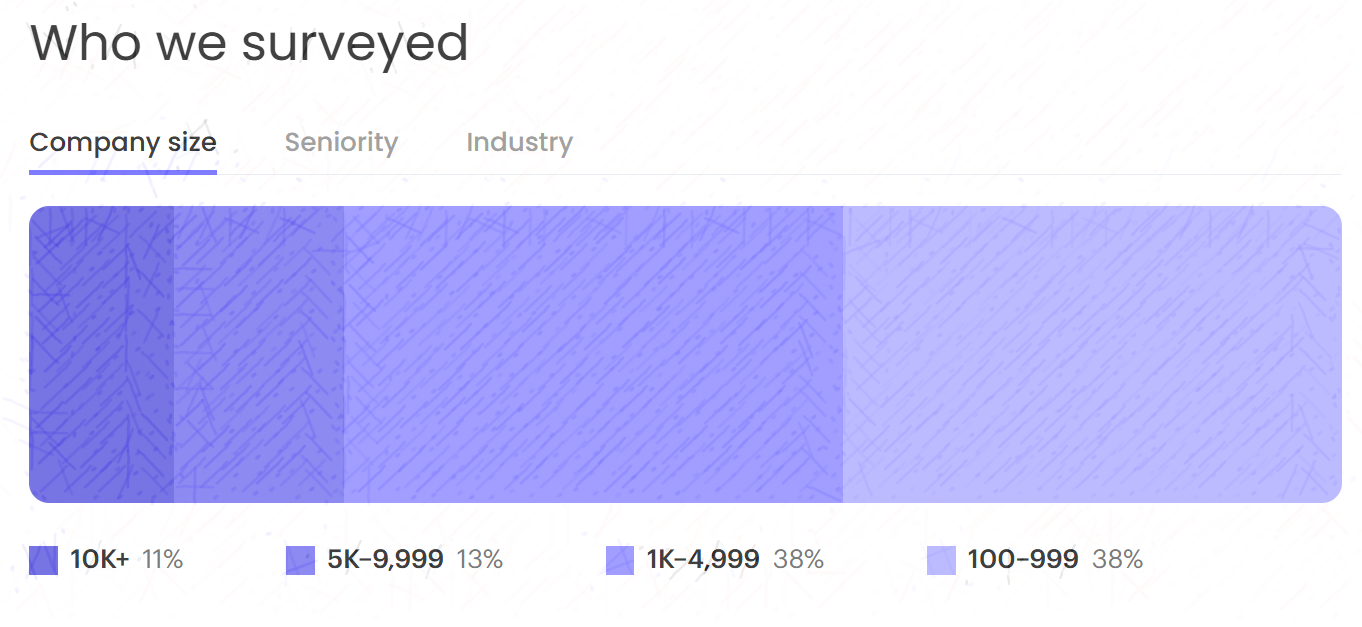 Who we surveyed
Company size Seniority Industry
10K+ 11% 5K–9,999 13% 1K–4,999 38% 100–999 38%